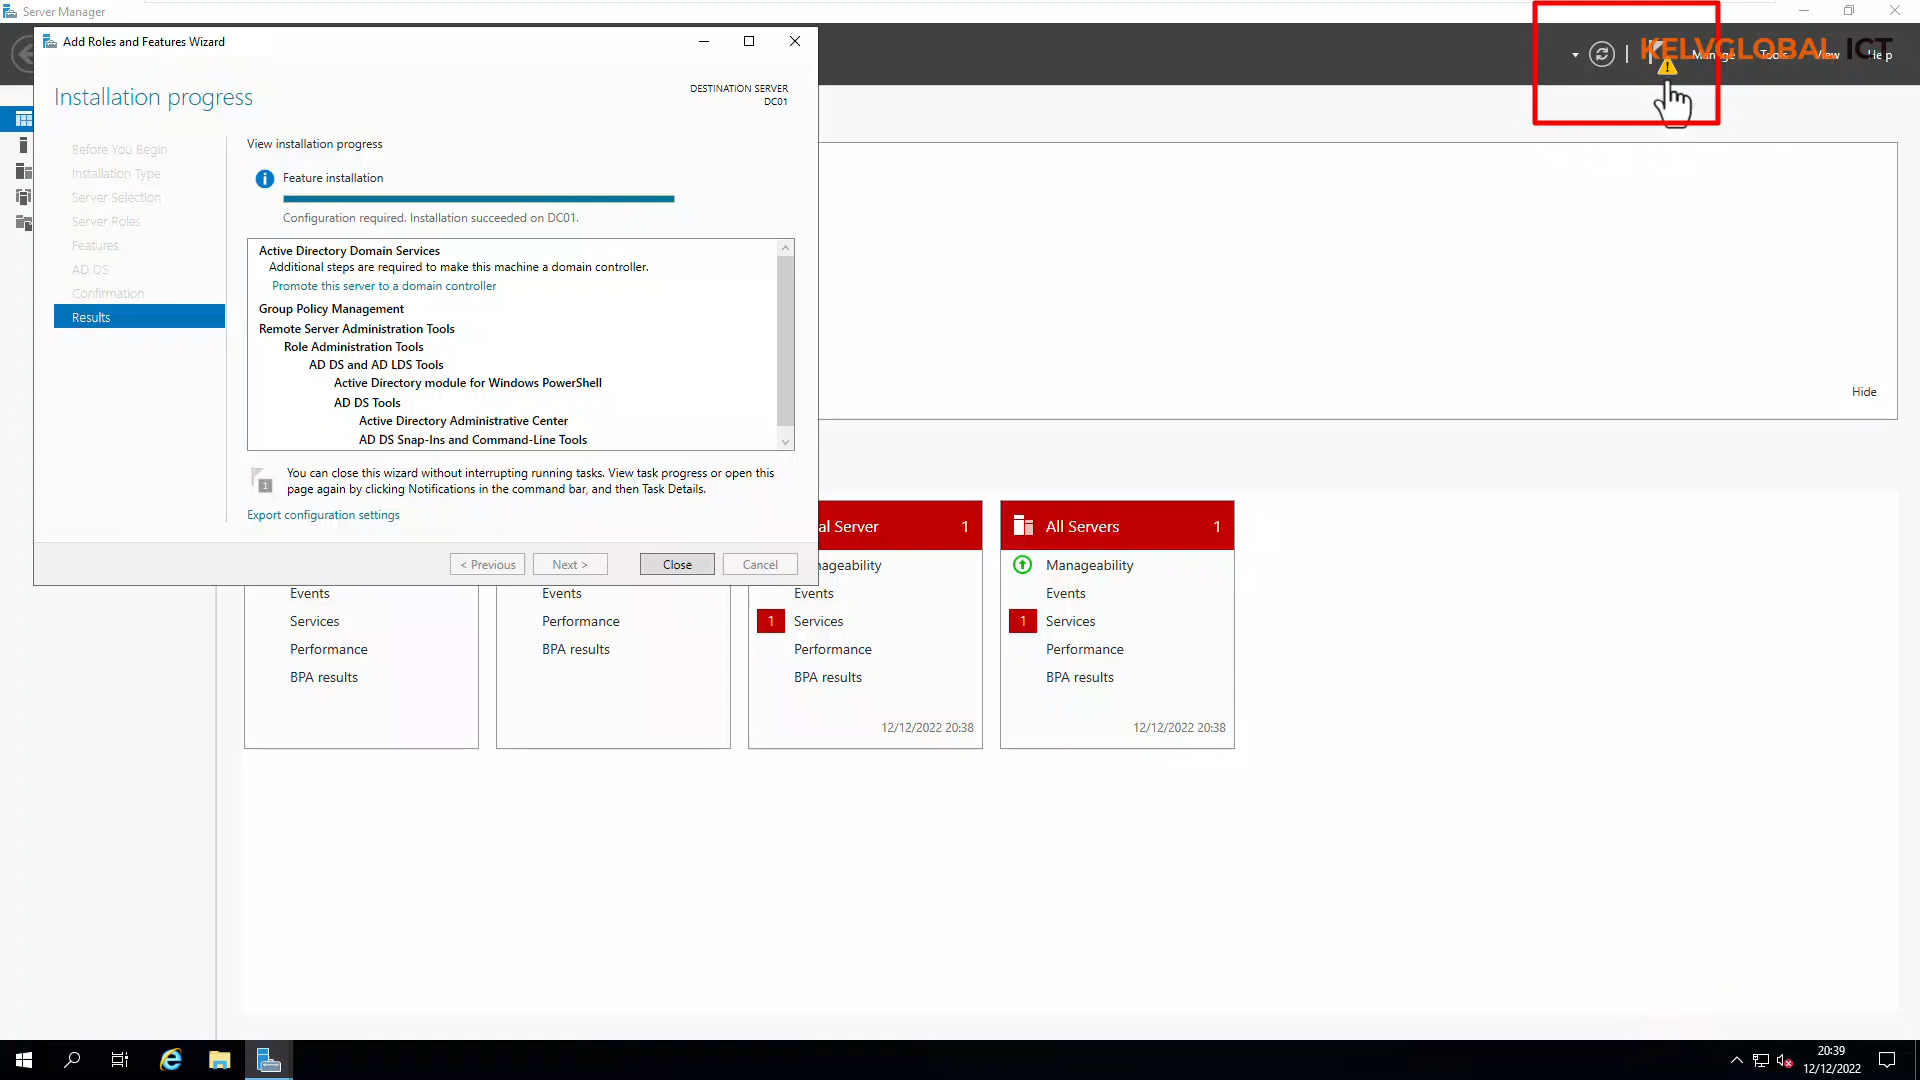 Server Manager
Add Roles and Features Wizard
KELVGLOBAL ICT
Manage
Tools
View
Help
Installation progress
DESTINATION SERVER
DC01
Before You Begin
Installation Type
Server Selection
Server Roles
Features
AD DS
Confirmation
Results
View installation progress
Feature installation
Configuration required. Installation succeeded on DC01.
Active Directory Domain Services
Additional steps are required to make this machine a domain controller.
Promote this server to a domain controller
Group Policy Management
Remote Server Administration Tools
Role Administration Tools
AD DS and AD LDS Tools
Active Directory module for Windows PowerShell
AD DS Tools
Active Directory Administrative Center
AD DS Snap-Ins and Command-Line Tools
1
You can close this wizard without interrupting running tasks. View task progress or open this
page again by clicking Notifications in the command bar, and then Task Details.
Export configuration settings
< Previous
Next >
Close
Cancel
Hide
Events
Services
Performance
BPA results
Events
Performance
BPA results
al Server 1
nageability
Events
1 Services
Performance
BPA results
12/12/2022 20:38
All Servers 1
Manageability
Events
1 Services
Performance
BPA results
12/12/2022 20:38
20:39
12/12/2022